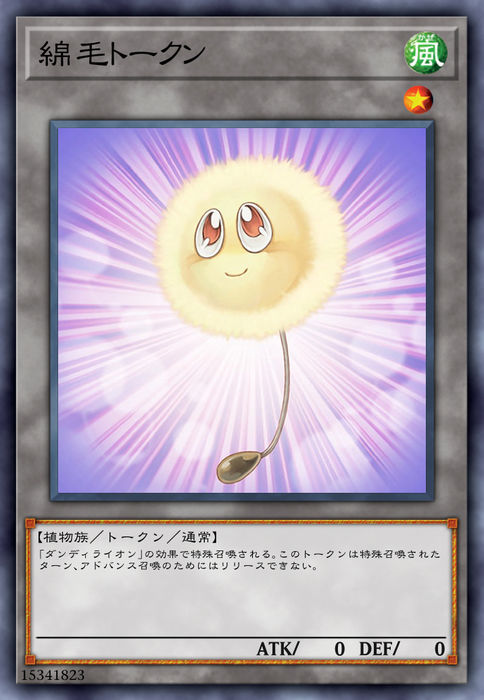 綿毛トークン
かぜ
風
【植物族／トークン／通常】
「ダンディライオン」の効果で特殊召喚される。このトークンは特殊召喚された
ターン、アドバンス召喚のためにはリリースできない。
ATK/ 0 DEF/ 0
15341823